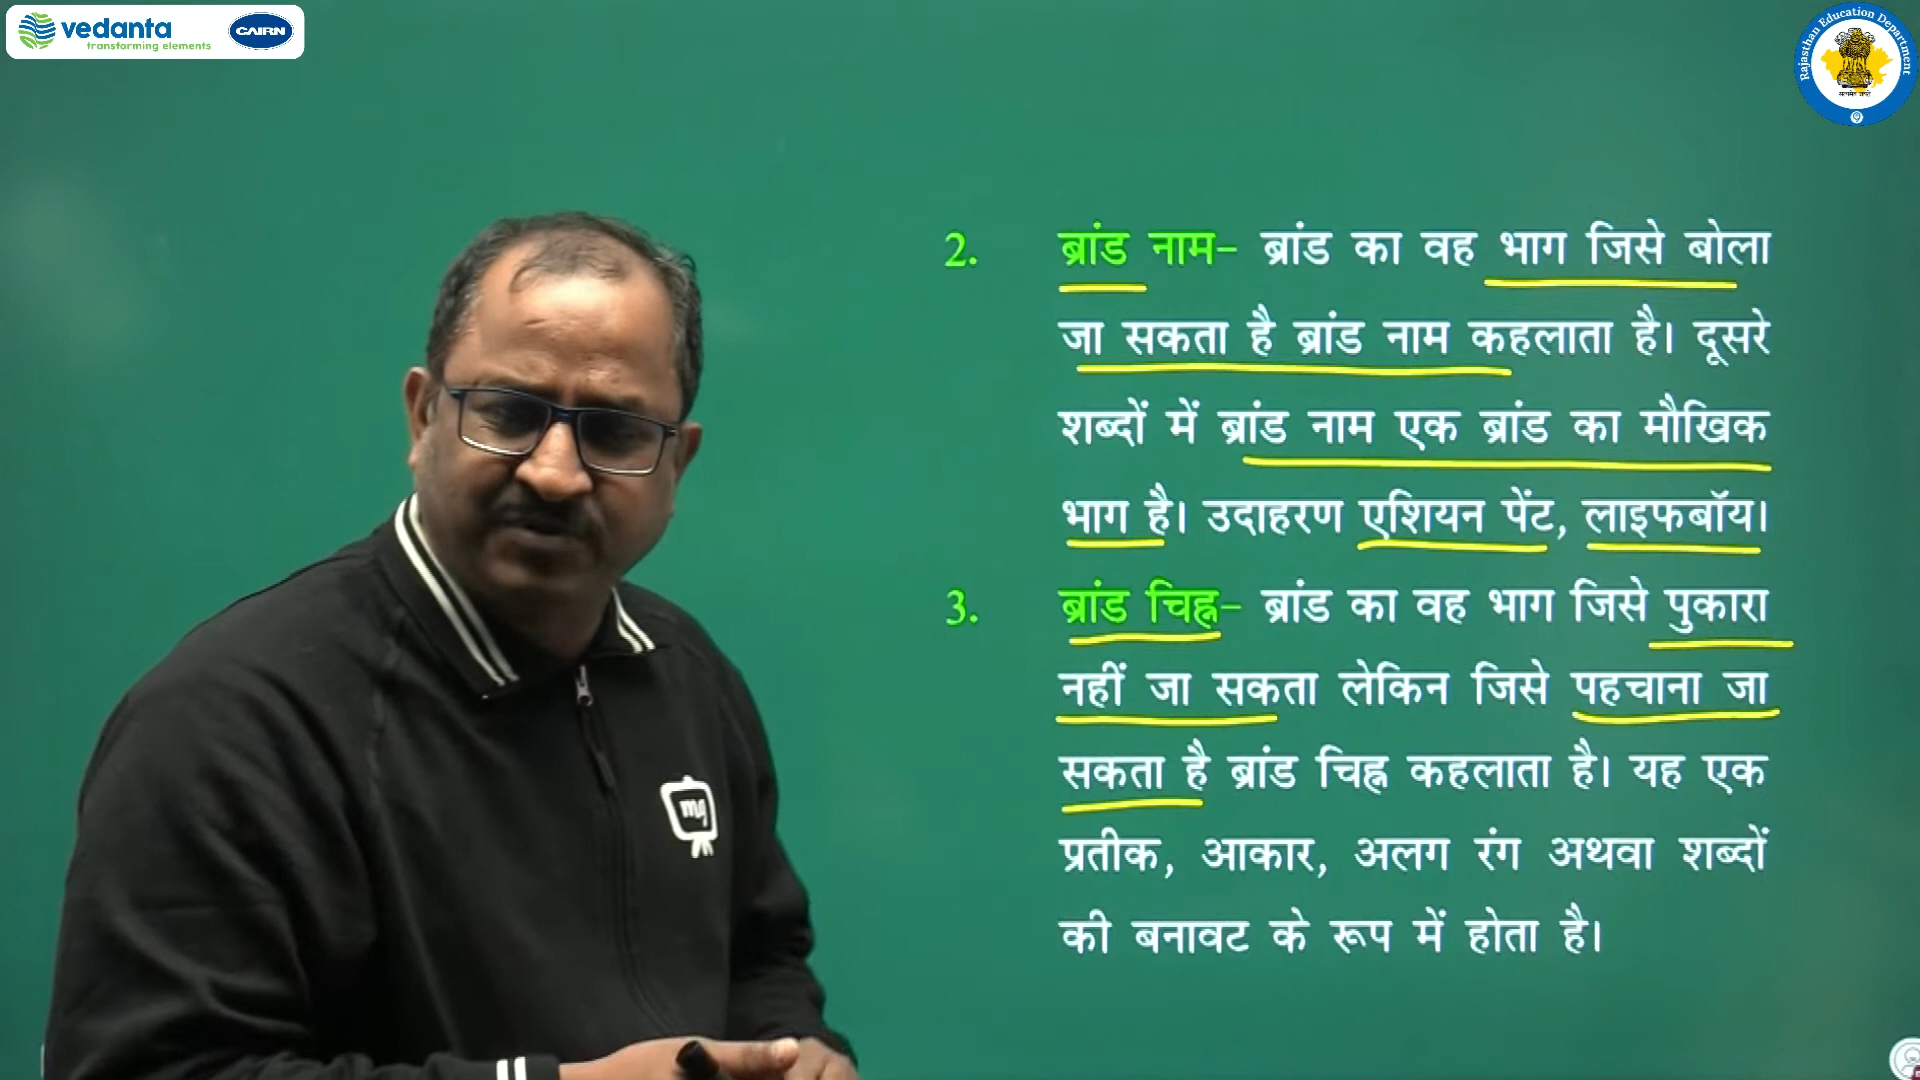 vedanta
transforming elements
CAIRN
Rajasthan Education Department
2. ब्रांड नाम– ब्रांड का वह भाग जिसे बोला
जा सकता है ब्रांड नाम कहलाता है। दूसरे
शब्दों में ब्रांड नाम एक ब्रांड का मौखिक
भाग है। उदाहरण एशियन पेंट, लाइफबॉय।
3. ब्रांड चिह्न– ब्रांड का वह भाग जिसे पुकारा
नहीं जा सकता लेकिन जिसे पहचाना जा
सकता है ब्रांड चिह्न कहलाता है। यह एक
प्रतीक, आकार, अलग रंग अथवा शब्दों
की बनावट के रूप में होता है।
mq